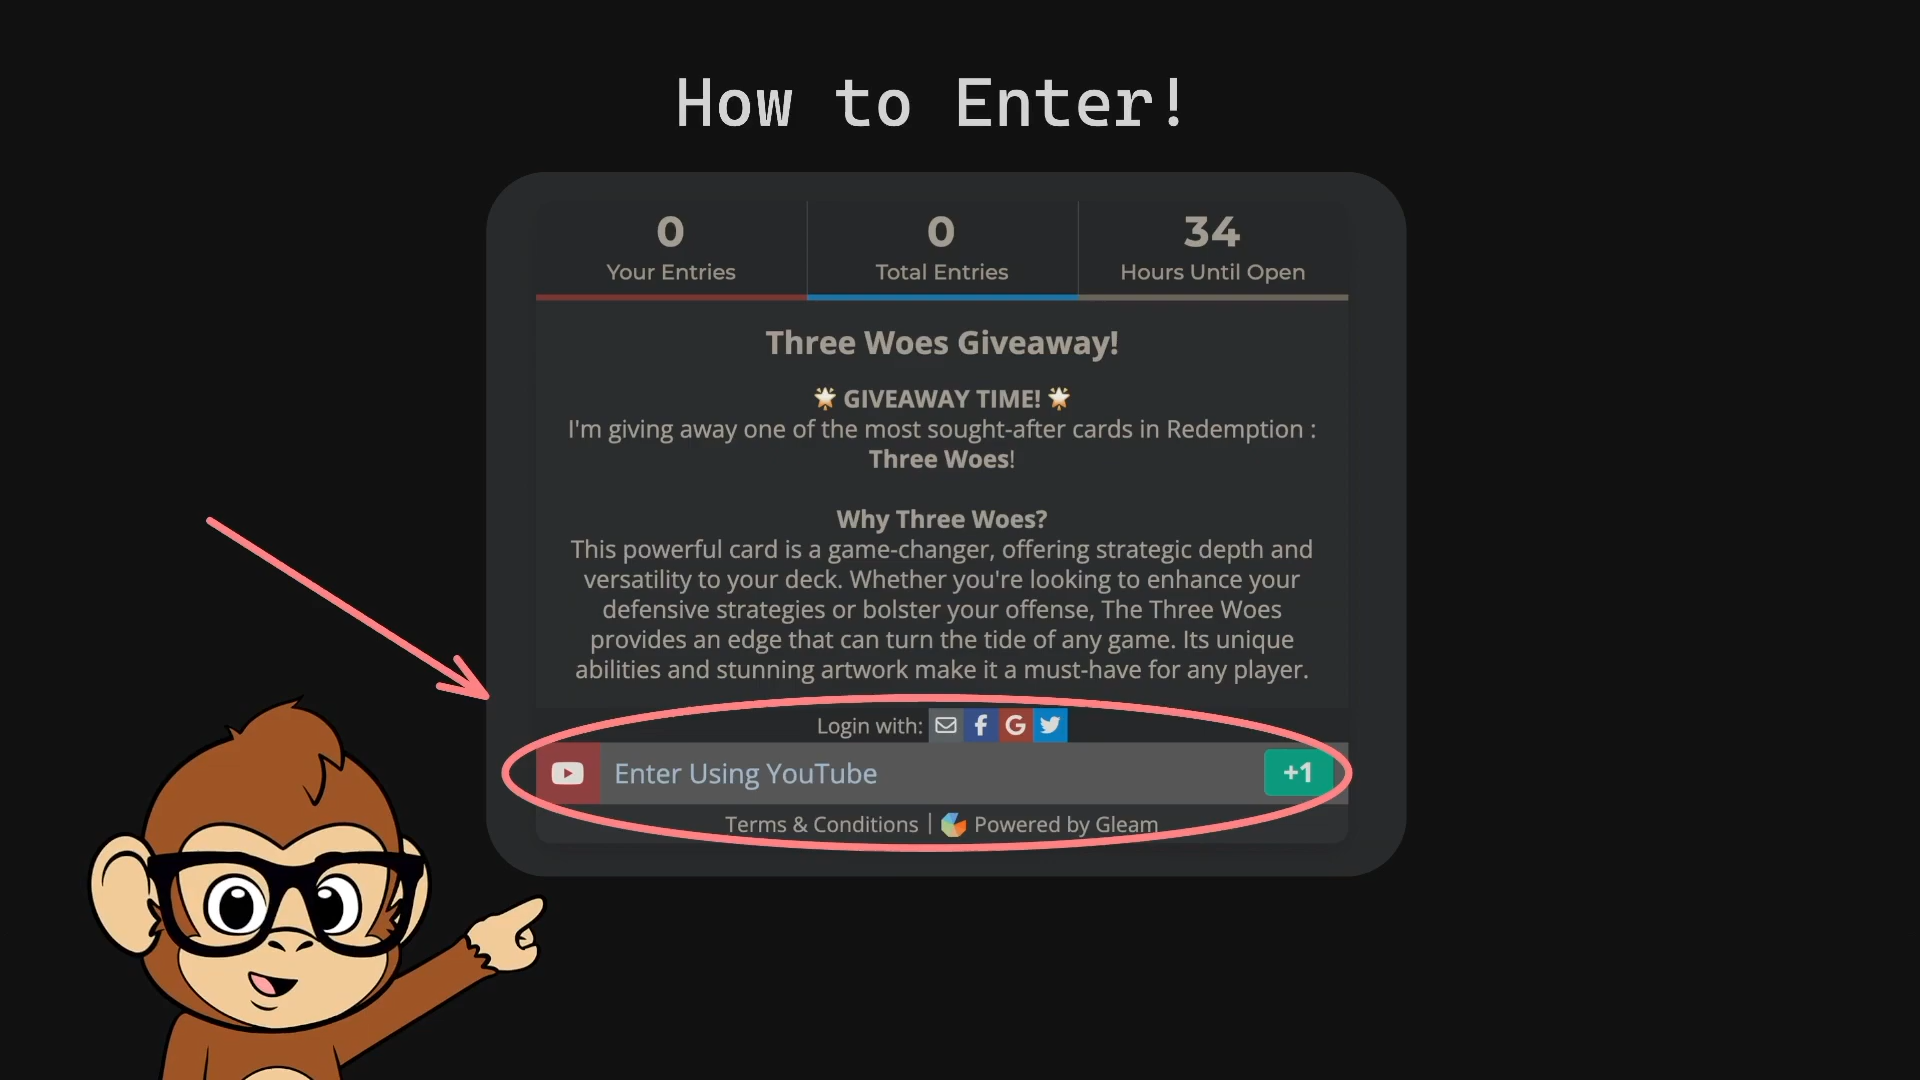 How to Enter!
0
Your Entries
0
Total Entries
34
Hours Until Open
Three Woes Giveaway!
🌟 GIVEAWAY TIME! 🌟
I'm giving away one of the most sought-after cards in Redemption :
Three Woes!
Why Three Woes?
This powerful card is a game-changer, offering strategic depth and
versatility to your deck. Whether you're looking to enhance your
defensive strategies or bolster your offense, The Three Woes
provides an edge that can turn the tide of any game. Its unique
abilities and stunning artwork make it a must-have for any player.
Login with:
Enter Using YouTube
+1
Terms & Conditions | Powered by Gleam